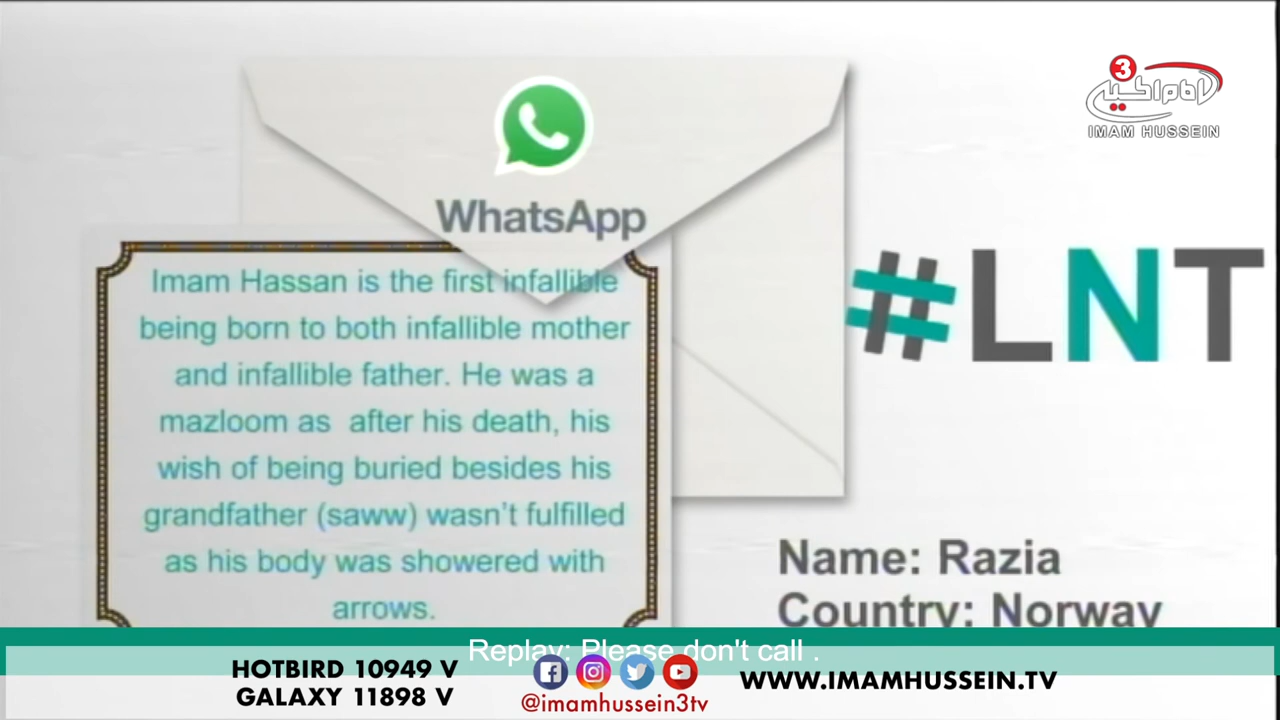 3
امام حسین
IMAM HUSSEIN
WhatsApp
#LNT
Imam Hassan is the first infallible
being born to both infallible mother
and infallible father. He was a
mazloom as  after his death, his
wish of being buried besides his
grandfather (saww) wasn't fulfilled
as his body was showered with
arrows.
Name: Razia
Country: Norway
Replay: Please don't call .
HOTBIRD 10949 V
GALAXY 11898 V
@imamhussein3tv
WWW.IMAMHUSSEIN.TV